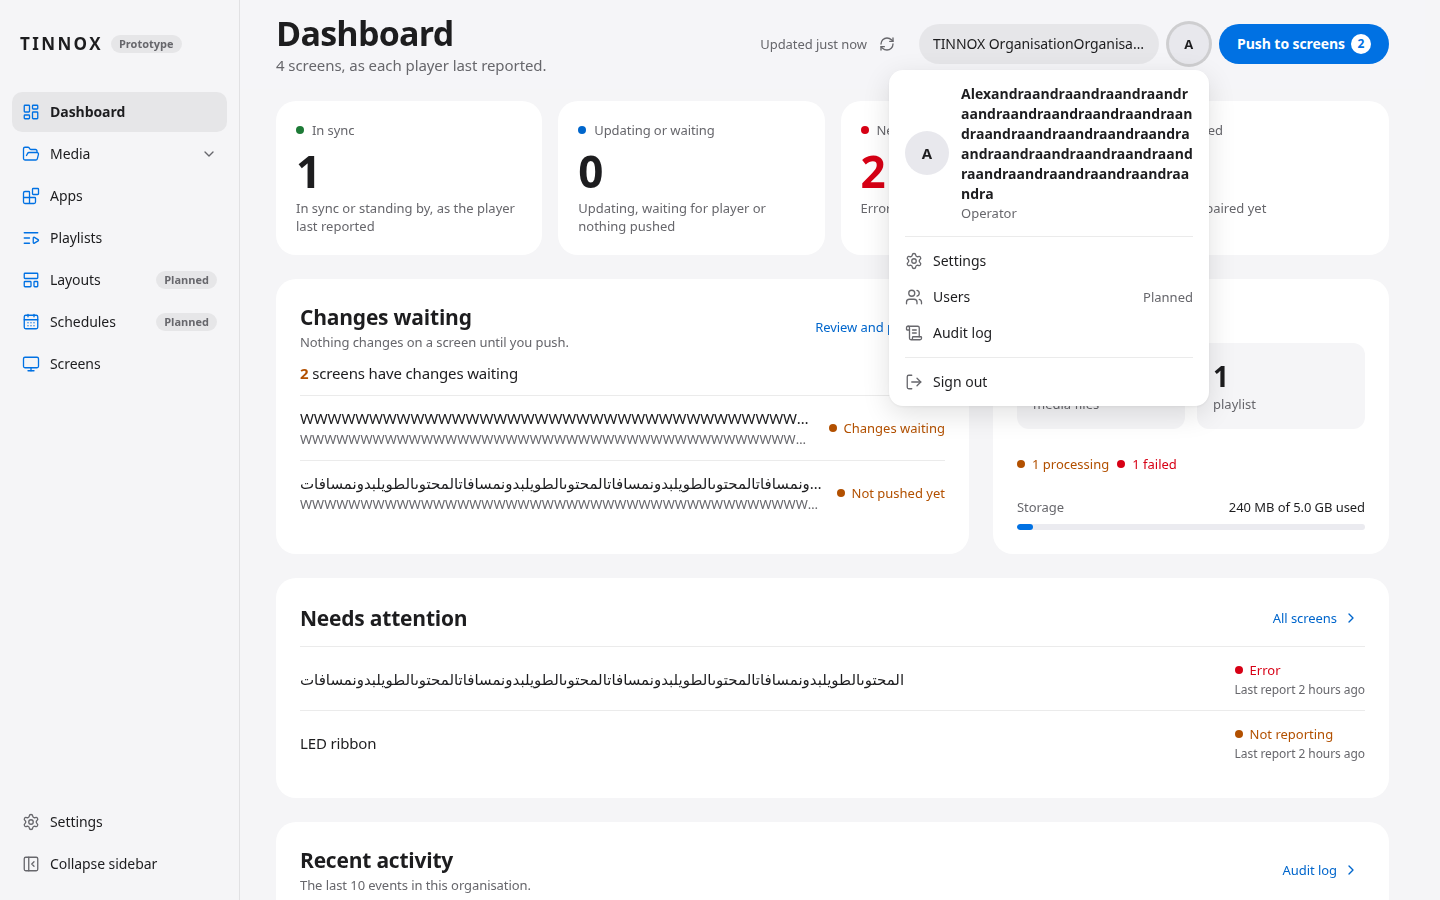 TINNOX Prototype
Dashboard
Media
Apps
Playlists
Layouts Planned
Schedules Planned
Screens
Settings
Collapse sidebar
Dashboard
4 screens, as each player last reported.
Updated just now
TINNOX OrganisationOrganisa...
A
Push to screens 2
In sync
1
In sync or standing by, as the player
last reported
Updating or waiting
0
Updating, waiting for player or
nothing pushed
2
Alexandraandraandraandraandr
aandraandraandraandraandraan
draandraandraandraandraandra
andraandraandraandraandraand
raandraandraandraandraandraa
ndra
A
Operator
Settings
Users Planned
Audit log
Sign out
Changes waiting
Nothing changes on a screen until you push.
Review and
2 screens have changes waiting
Changes waiting
Not pushed yet
1
media files
playlist
1 processing 1 failed
Storage 240 MB of 5.0 GB used
Needs attention
All screens
المحتوىالطويلبدونمسافاتالمحتوىالطويلبدونمسافاتالمحتوىالطويلبدونمسافاتالمحتوىالطويلبدونمسافات
Error
Last report 2 hours ago
LED ribbon
Not reporting
Last report 2 hours ago
Recent activity
The last 10 events in this organisation.
Audit log